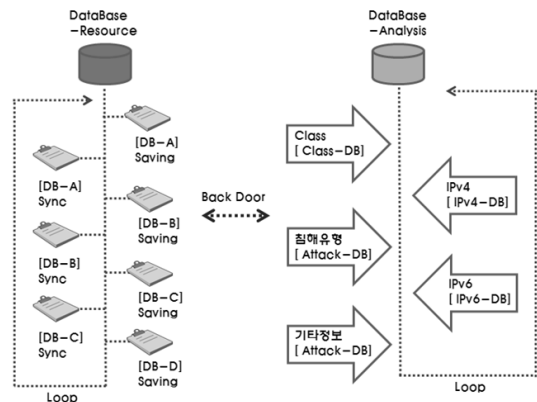 DataBase
-Resource
DataBase
-Analysis
[DB-A]
Saving
[DB-A]
Sync
[DB-B]
Saving
[DB-B]
Sync
[DB-C]
Saving
[DB-C]
Sync
[DB-D]
Saving
Loop
Back Door
Class
[ Class-DB]
IPv4
[ IPv4-DB]
침해유형
[ Attack-DB]
IPv6
[ IPv6-DB]
기타정보
[ Attack-DB]
Loop